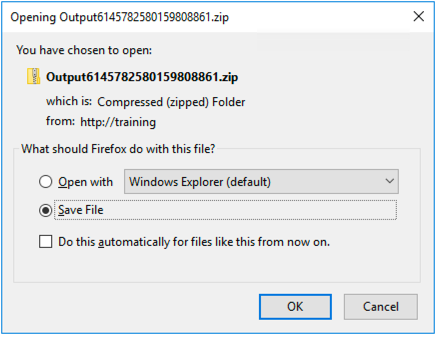 Opening Output6145782580159808861.zip
You have chosen to open:
Output6145782580159808861.zip
which is: Compressed (zipped) Folder
from: http://training
What should Firefox do with this file?
Open with Windows Explorer (default)
Save File
Do this automatically for files like this from now on.
OK Cancel